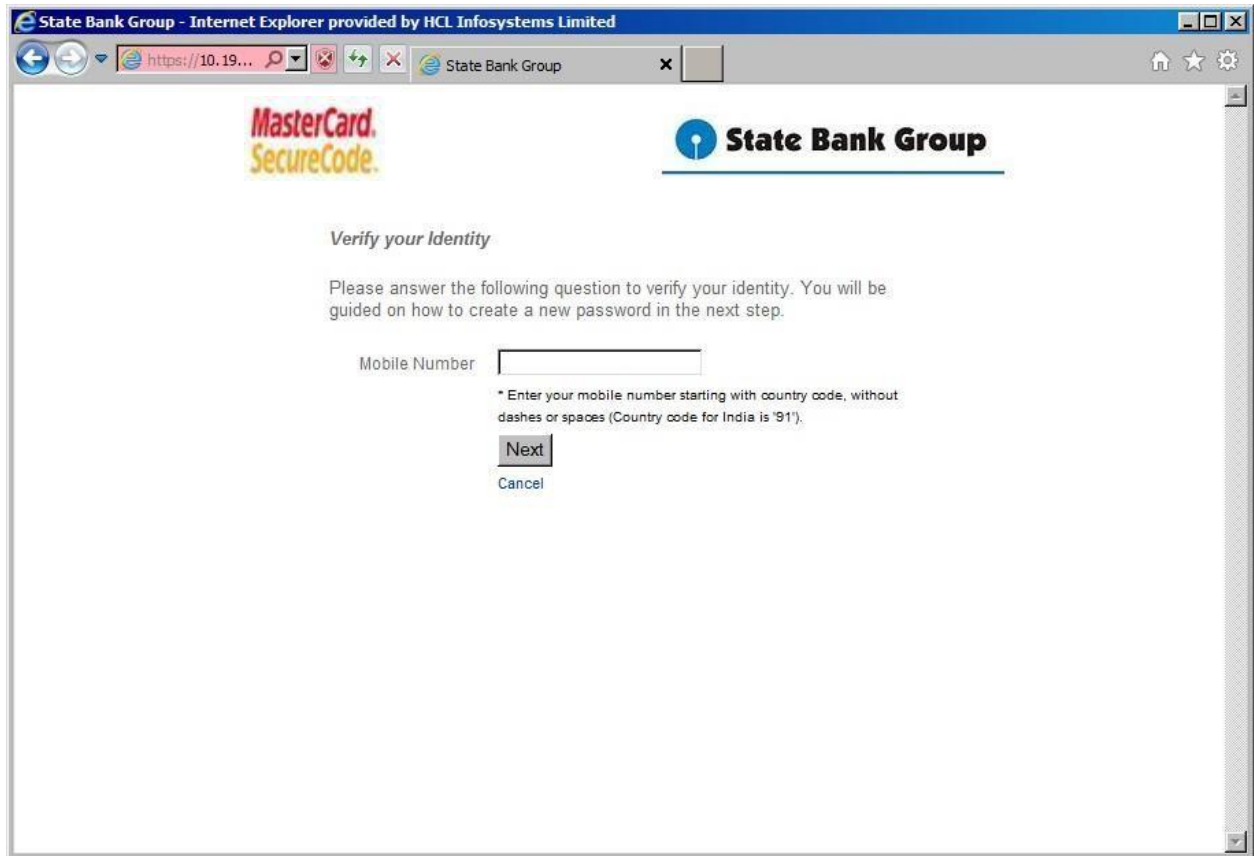 State Bank Group - Internet Explorer provided by HCL Infosystems Limited
https://10.19...
State Bank Group
MasterCard.
SecureCode.
State Bank Group
Verify your Identity
Please answer the following question to verify your identity. You will be
guided on how to create a new password in the next step.
Mobile Number
* Enter your mobile number starting with country code, without
dashes or spaces (Country code for India is '91').
Next
Cancel